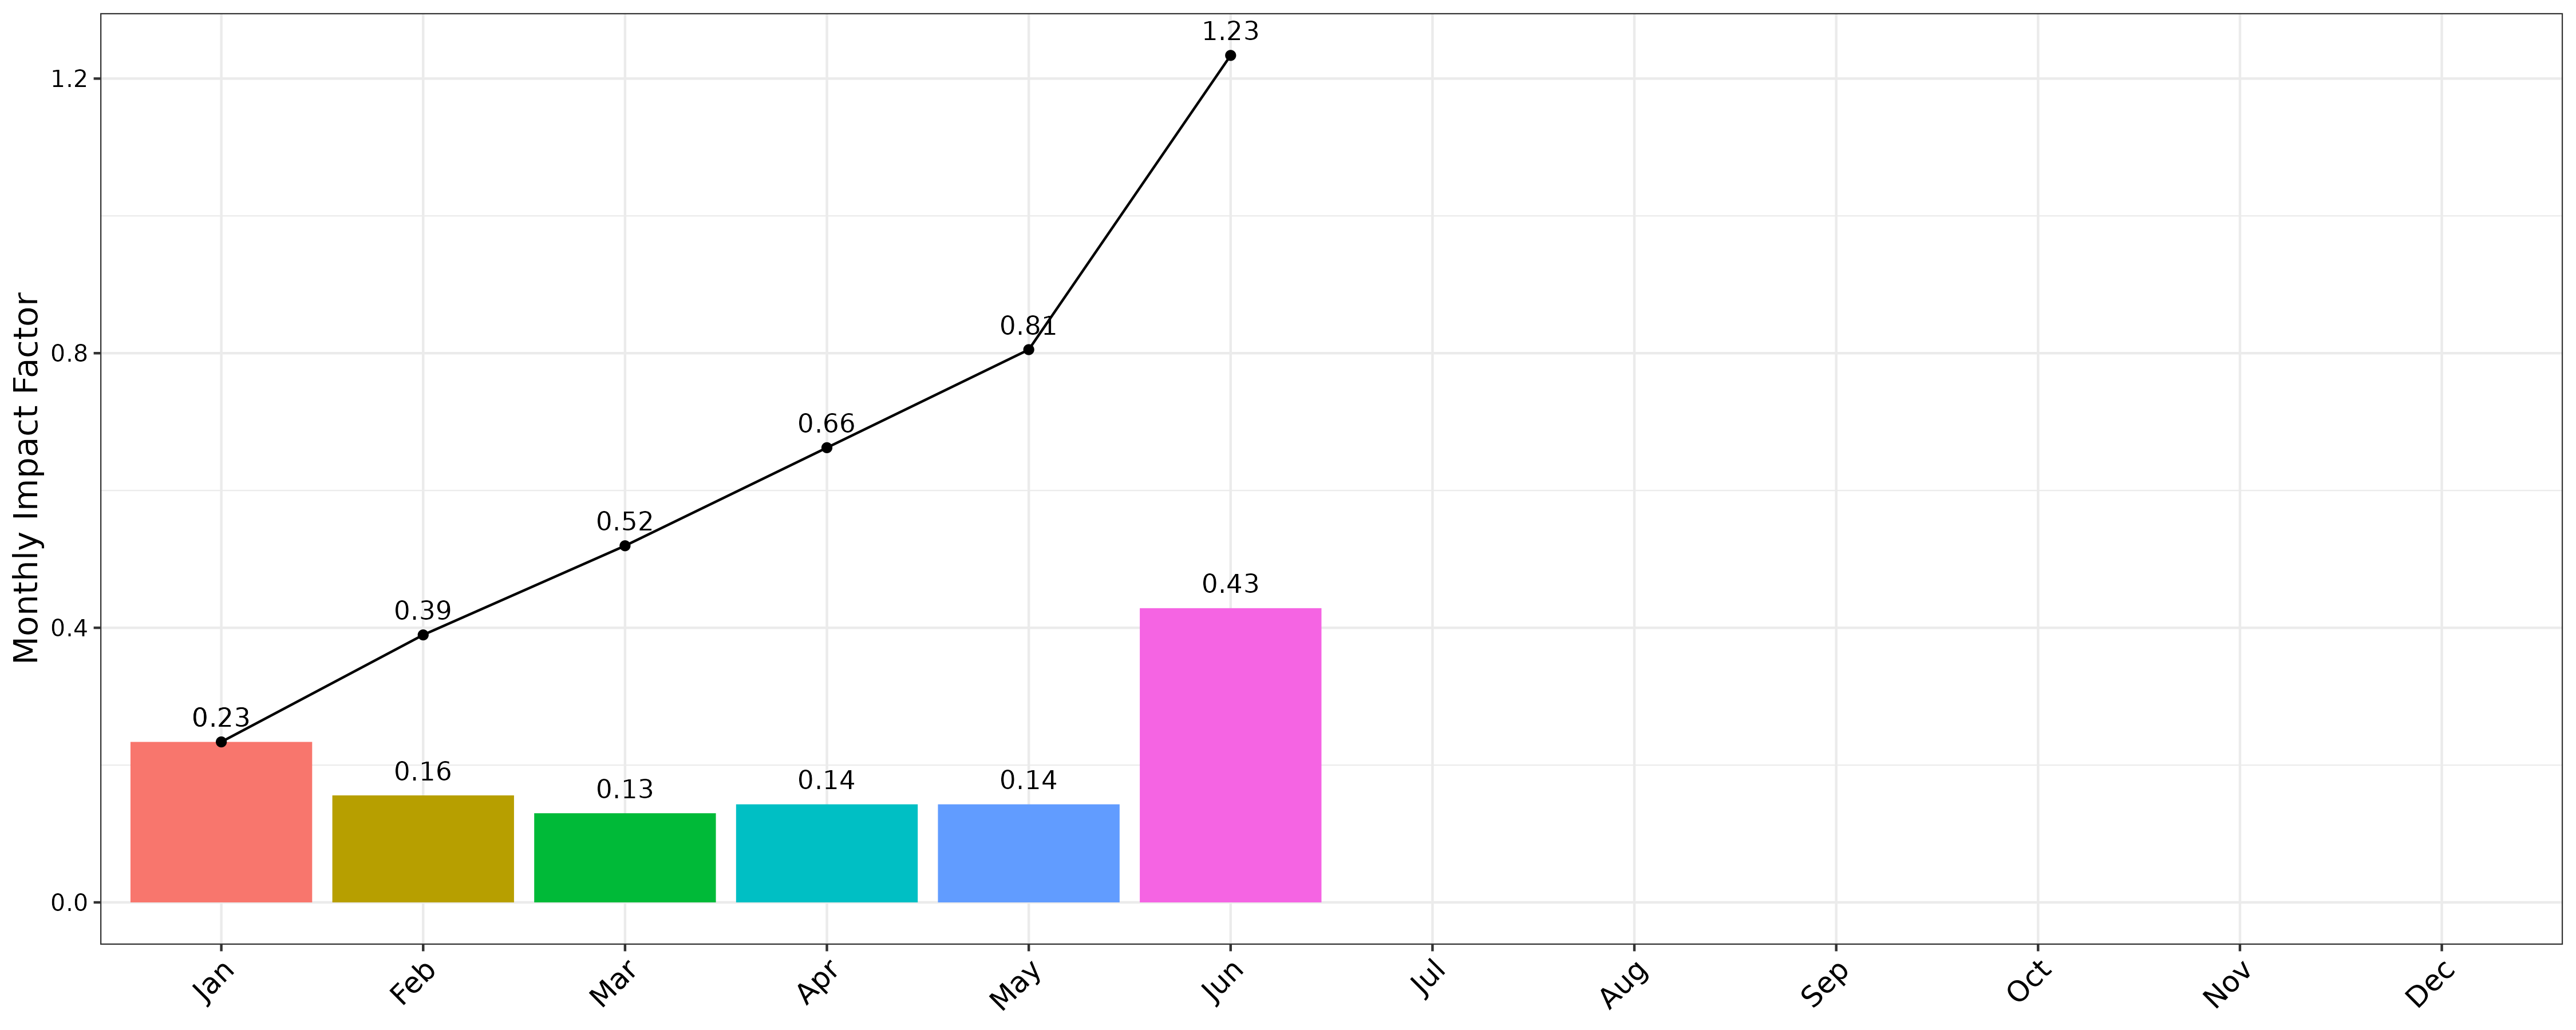 Monthly Impact Factor
1.2
0.8
0.4
0.0
1.23
0.81
0.66
0.52
0.39
0.23
0.16
0.13
0.14
0.14
0.43
Jan
Feb
Mar
Apr
May
Jun
Jul
Aug
Sep
Oct
Nov
Dec